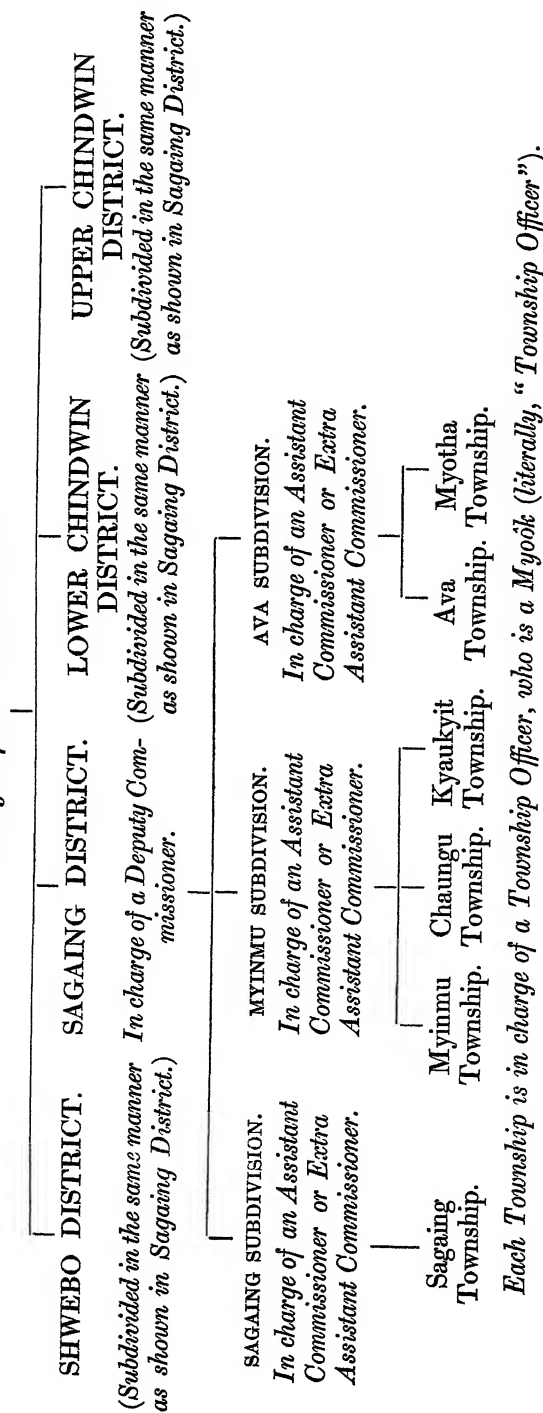 SHWEBO DISTRICT.
(Subdivided in the same manner
as shown in Sagaing District.)
SAGAING DISTRICT.
In charge of a Deputy Com-
missioner.
LOWER CHINDWIN
DISTRICT.
(Subdivided in the same manner
as shown in Sagaing District.)
UPPER CHINDWIN
DISTRICT.
(Subdivided in the same manner
as shown in Sagaing District.)
SAGAING SUBDIVISION.
In charge of an Assistant
Commissioner or Extra
Assistant Commissioner.
MYINMU SUBDIVISION.
In charge of an Assistant
Commissioner or Extra
Assistant Commissioner.
AVA SUBDIVISION.
In charge of an Assistant
Commissioner or Extra
Assistant Commissioner.
Sagaing
Township.
Myinmu
Township.
Chaungu
Township.
Kyaukyit
Township.
Ava
Township.
Myotha
Township.
Each Township is in charge of a Township Officer, who is a Myoôk (literally, “Township Officer”).